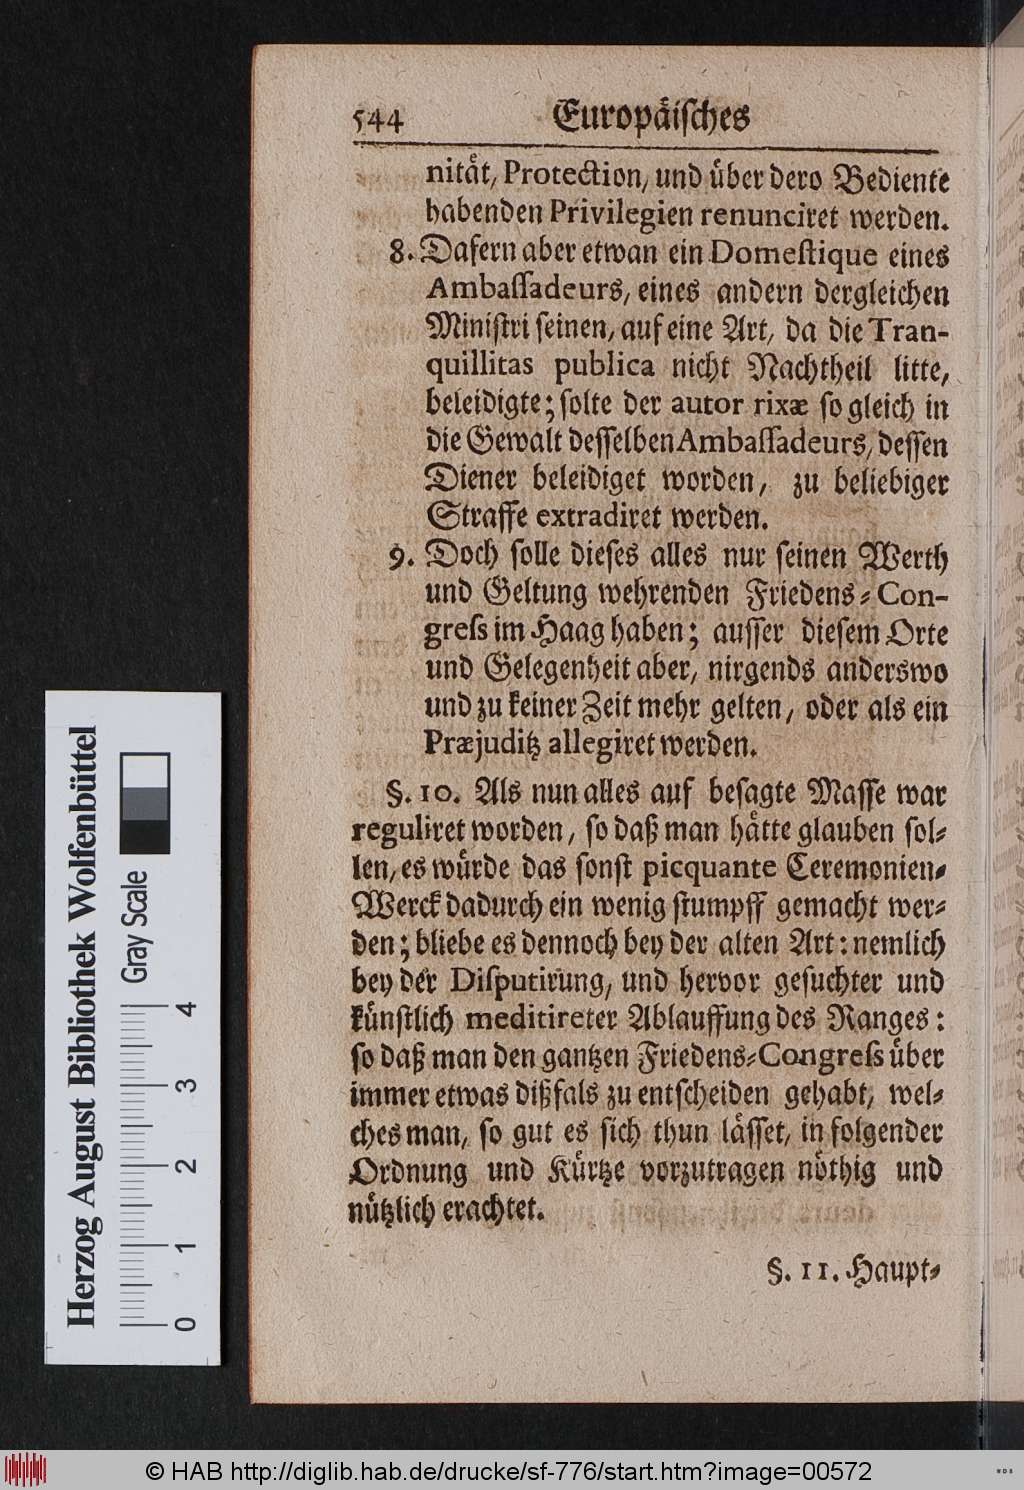 544 Europäisches
nität, Protection, und über dero Bediente
habenden Privilegien renunciret werden.
8. Dafern aber etwan ein Domeſtique eines
Ambaſſadeurs, eines andern dergleichen
Miniſtri ſeinen, auf eine Art, da die Tran-
quillitas publica nicht Nachtheil litte,
beleidigte; ſolte der autor rixæ ſo gleich in
die Gewalt deſſelben Ambaſſadeurs, deſſen
Diener beleidiget worden, zu beliebiger
Straffe extradiret werden.
9. Doch ſolle dieſes alles nur ſeinen Werth
und Geltung wehrenden Friedens-Con-
greſs im Haag haben; auſſer dieſem Orte
und Gelegenheit aber, nirgends anderswo
und zu keiner Zeit mehr gelten, oder als ein
Præjuditz allegiret werden.
§. 10. Als nun alles auf beſagte Maſſe war
reguliret worden, ſo daß man hätte glauben ſol-
len, es würde das ſonſt picquante Ceremonien-
Werck dadurch ein wenig ſtumpff gemacht wer-
den; bliebe es dennoch bey der alten Art: nemlich
bey der Diſputirung, und hervor geſuchter und
künſtlich meditireter Ablauffung des Ranges:
ſo daß man den gantzen Friedens-Congreſs über
immer etwas dißfals zu entſcheiden gehabt, wel-
ches man, ſo gut es ſich thun läſſet, in folgender
Ordnung und Kürtze vorzutragen nöthig und
nützlich erachtet.
§. 11. Haupt-
Herzog August Bibliothek Wolfenbüttel
Gray Scale
0 1 2 3 4
© HAB http://diglib.hab.de/drucke/sf-776/start.htm?image=00572